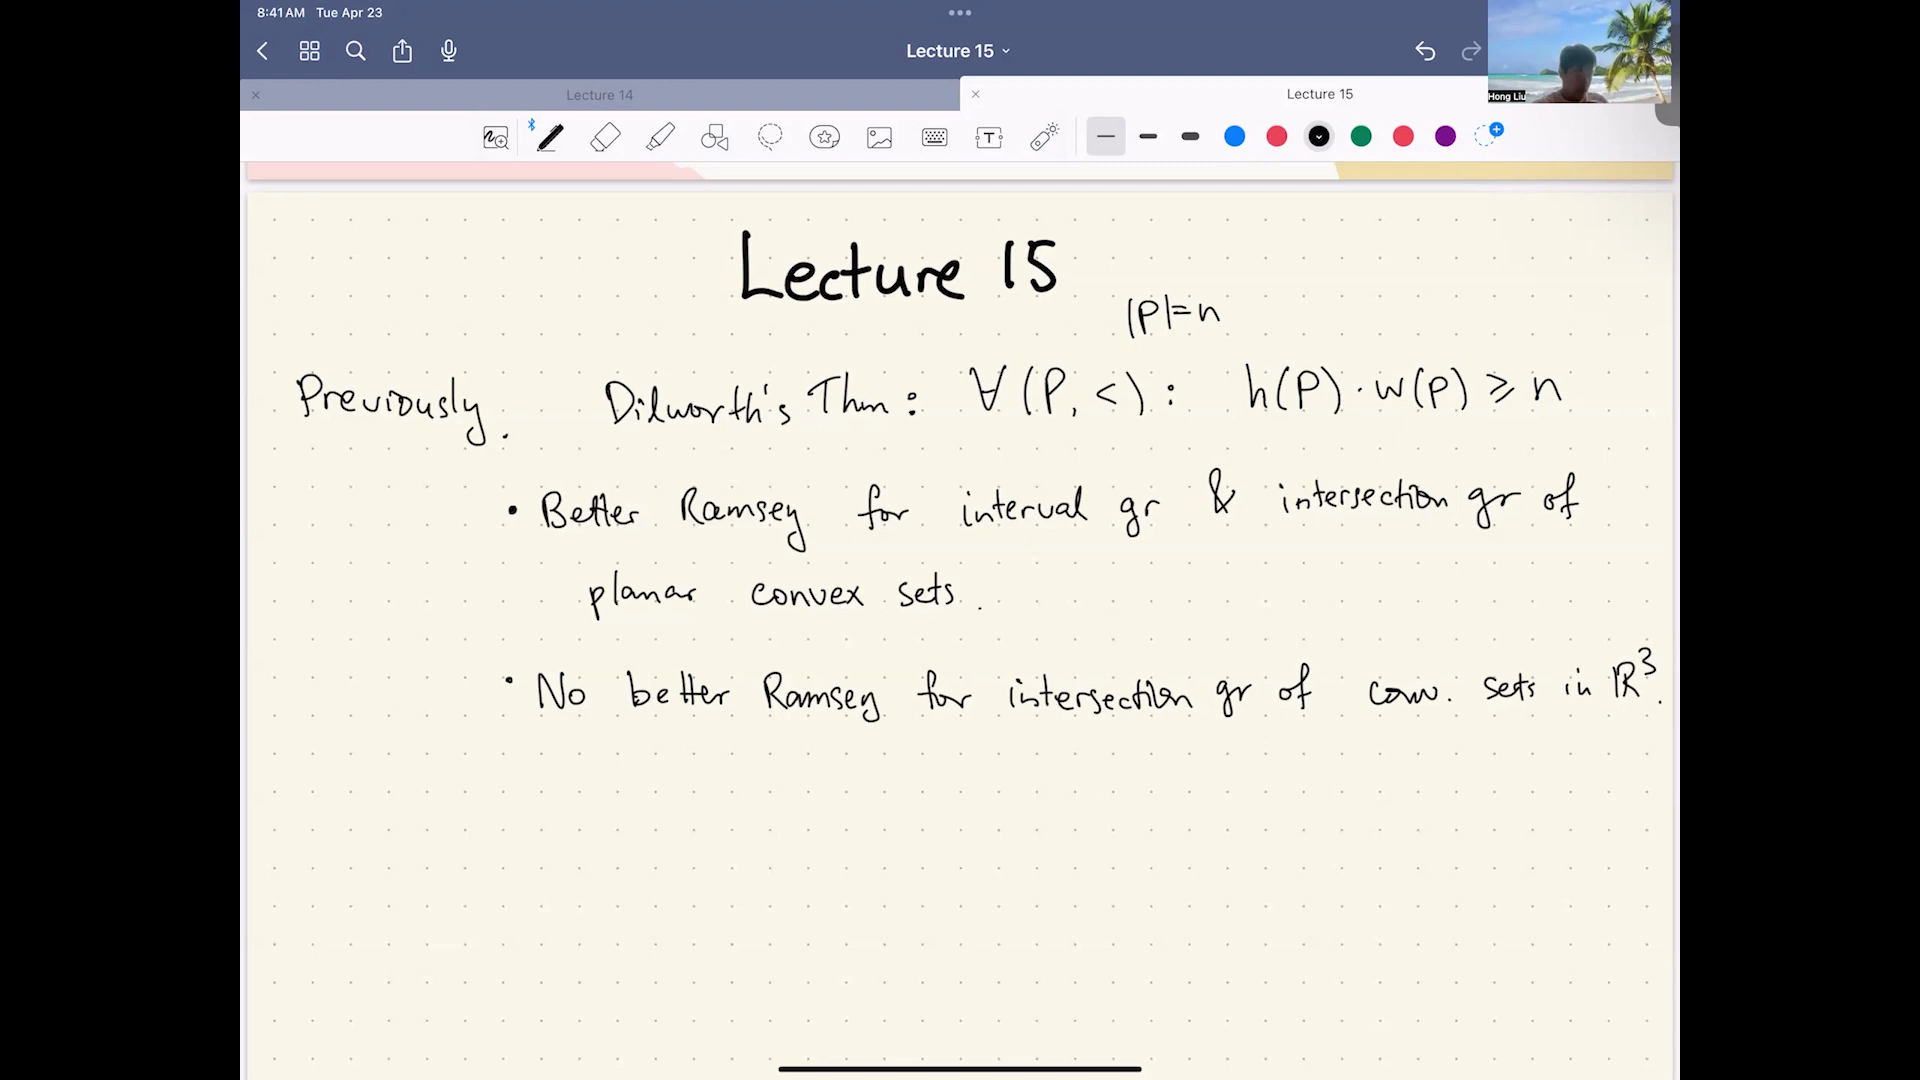 8:41 AM Tue Apr 23
Lecture 15
Lecture 14
Lecture 15
Hong Liu
Lecture 15
|P|=n
Previously. Dilworth's Thm: ∀(P, <): h(P)·w(P) ≥ n
• Better Ramsey for interval gr & intersection gr of
planar convex sets.
• No better Ramsey for intersection gr of conv. sets in ℝ³.